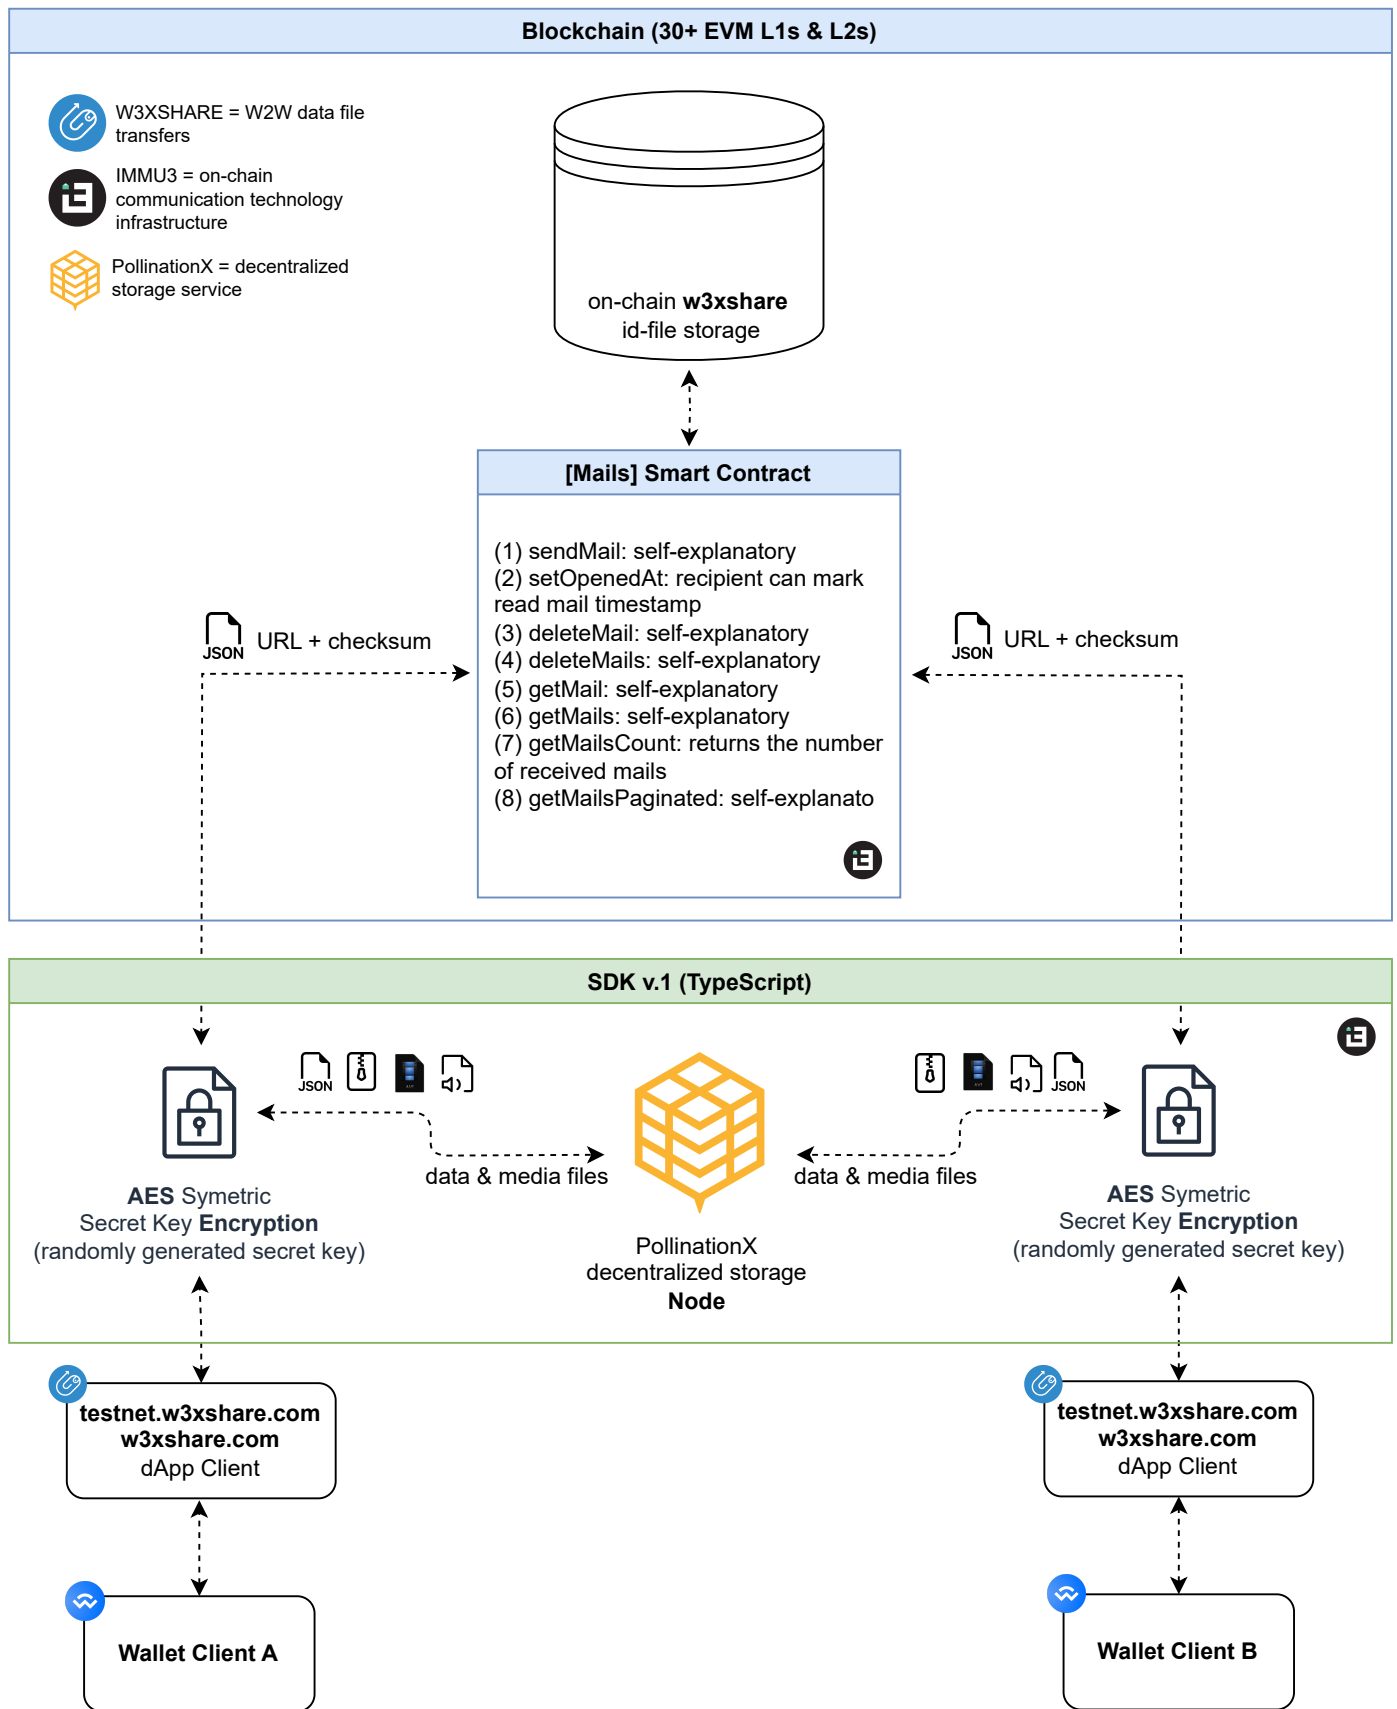 Blockchain (30+ EVM L1s & L2s)
W3XSHARE = W2W data file
transfers
IMMU3 = on-chain
communication technology
infrastructure
PollinationX = decentralized
storage service
on-chain w3xshare
id-file storage
[Mails] Smart Contract
(1) sendMail: self-explanatory
(2) setOpenedAt: recipient can mark
read mail timestamp
(3) deleteMail: self-explanatory
(4) deleteMails: self-explanatory
(5) getMail: self-explanatory
(6) getMails: self-explanatory
(7) getMailsCount: returns the number
of received mails
(8) getMailsPaginated: self-explanato
JSON
URL + checksum
JSON
URL + checksum
SDK v.1 (TypeScript)
JSON
data & media files
JSON
data & media files
AES Symetric
Secret Key Encryption
(randomly generated secret key)
PollinationX
decentralized storage
Node
AES Symetric
Secret Key Encryption
(randomly generated secret key)
testnet.w3xshare.com
w3xshare.com
dApp Client
testnet.w3xshare.com
w3xshare.com
dApp Client
Wallet Client A
Wallet Client B